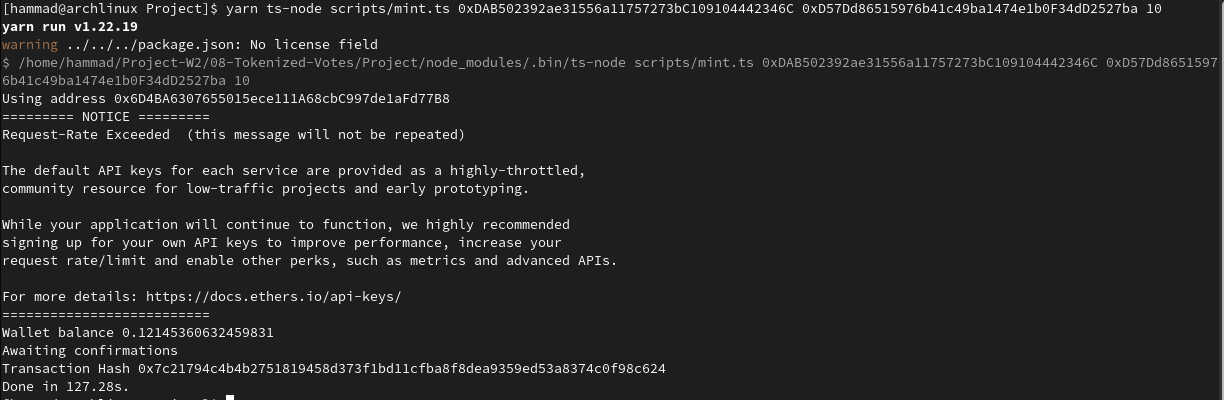 [hammad@archlinux Project]$ yarn ts-node scripts/mint.ts 0xDAB502392ae31556a11757273bC109104442346C 0xD57Dd86515976b41c49ba1474e1b0F34dD2527ba 10
yarn run v1.22.19
warning ../../../package.json: No license field
$ /home/hammad/Project-W2/08-Tokenized-Votes/Project/node_modules/.bin/ts-node scripts/mint.ts 0xDAB502392ae31556a11757273bC109104442346C 0xD57Dd8651597
6b41c49ba1474e1b0F34dD2527ba 10
Using address 0x6D4BA6307655015ece111A68cbC997de1aFd77B8
========= NOTICE =========
Request-Rate Exceeded  (this message will not be repeated)
The default API keys for each service are provided as a highly-throttled,
community resource for low-traffic projects and early prototyping.
While your application will continue to function, we highly recommended
signing up for your own API keys to improve performance, increase your
request rate/limit and enable other perks, such as metrics and advanced APIs.
For more details: https://docs.ethers.io/api-keys/
==========================
Wallet balance 0.12145360632459831
Awaiting confirmations
Transaction Hash 0x7c21794c4b4b2751819458d373f1bd11cfba8f8dea9359ed53a8374c0f98c624
Done in 127.28s.